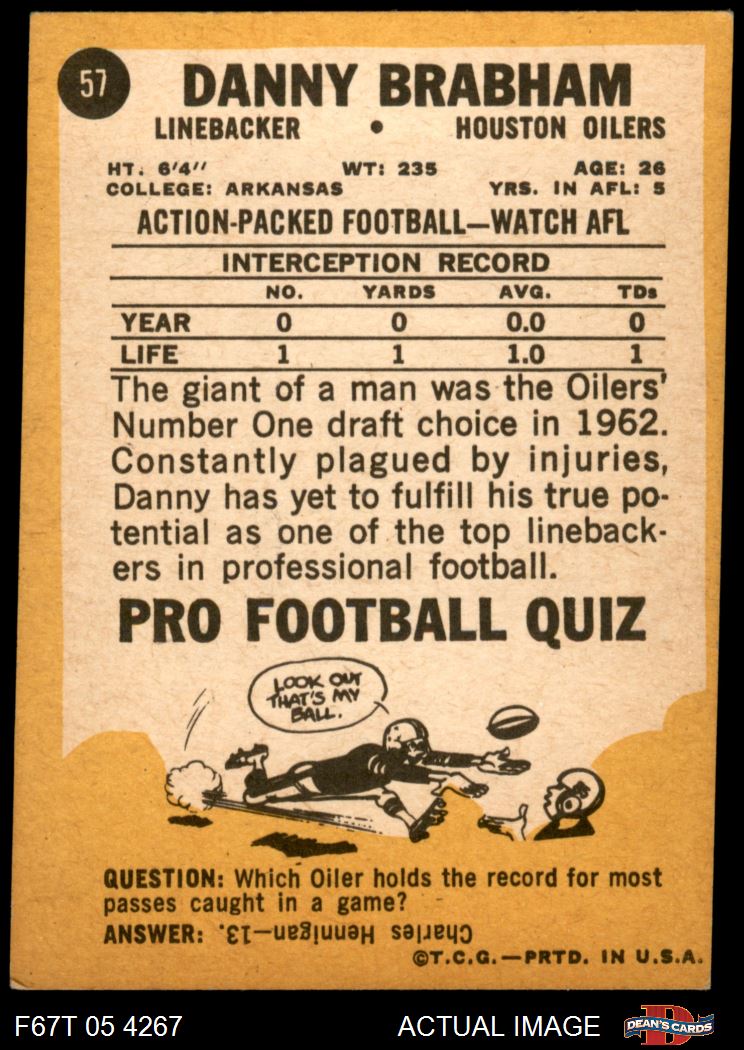 57
DANNY BRABHAM
LINEBACKER • HOUSTON OILERS
HT. 6'4" WT: 235 AGE: 26
COLLEGE: ARKANSAS YRS. IN AFL: 5
ACTION-PACKED FOOTBALL—WATCH AFL
INTERCEPTION RECORD
NO. YARDS AVG. TDs
YEAR 0 0 0.0 0
LIFE 1 1 1.0 1
The giant of a man was the Oilers'
Number One draft choice in 1962.
Constantly plagued by injuries,
Danny has yet to fulfill his true po-
tential as one of the top lineback-
ers in professional football.
PRO FOOTBALL QUIZ
LOOK OUT
THAT'S MY
BALL.
QUESTION: Which Oiler holds the record for most
passes caught in a game?
ANSWER: Charles Hennigan—13.
©T.C.G.—PRTD. IN U.S.A.
F67T 05 4267 ACTUAL IMAGE
DEAN'S CARDS